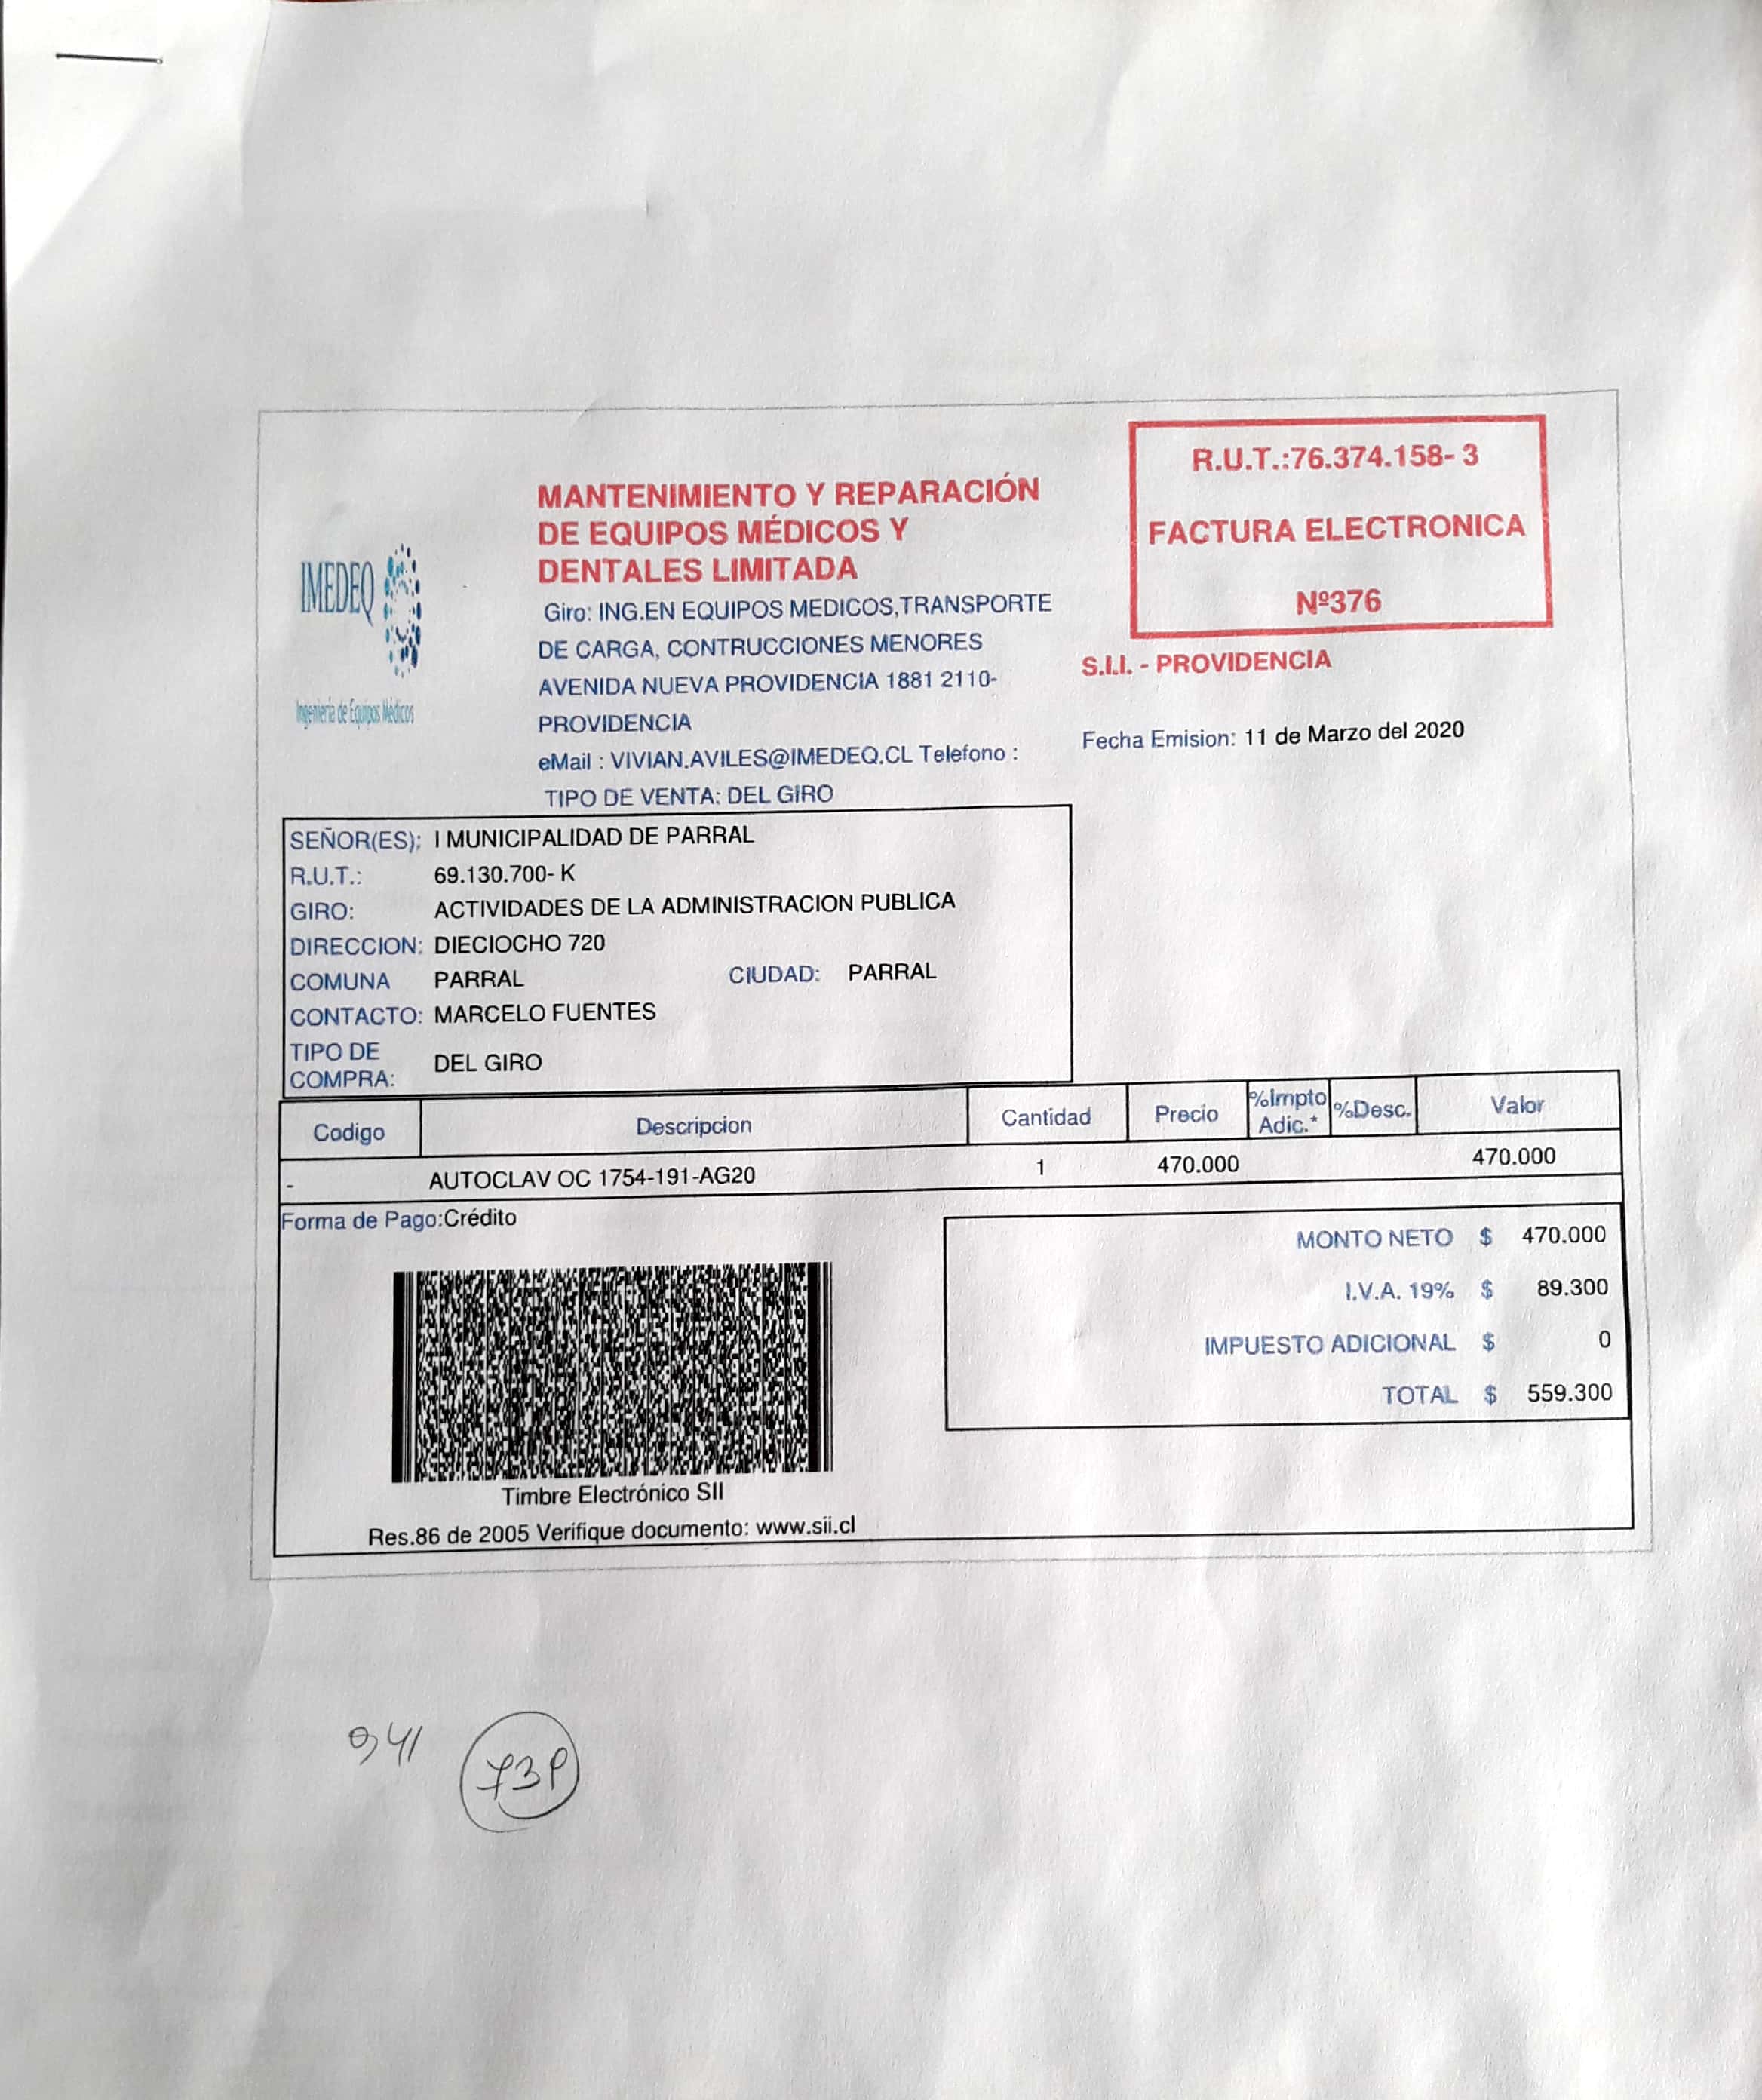 IMEDEQ
Ingeniería de Equipos Médicos
MANTENIMIENTO Y REPARACIÓN
DE EQUIPOS MÉDICOS Y
DENTALES LIMITADA
Giro: ING.EN EQUIPOS MEDICOS,TRANSPORTE
DE CARGA, CONTRUCCIONES MENORES
AVENIDA NUEVA PROVIDENCIA 1881 2110-
PROVIDENCIA
eMail : VIVIAN.AVILES@IMEDEQ.CL Telefono :
TIPO DE VENTA: DEL GIRO
R.U.T.:76.374.158- 3
FACTURA ELECTRONICA
Nº376
S.I.I. - PROVIDENCIA
Fecha Emision: 11 de Marzo del 2020
SEÑOR(ES): I MUNICIPALIDAD DE PARRAL
R.U.T.: 69.130.700- K
GIRO: ACTIVIDADES DE LA ADMINISTRACION PUBLICA
DIRECCION: DIECIOCHO 720
COMUNA PARRAL CIUDAD: PARRAL
CONTACTO: MARCELO FUENTES
TIPO DE
COMPRA: DEL GIRO
Codigo Descripcion Cantidad Precio %Impto Adic.* %Desc. Valor
- AUTOCLAV OC 1754-191-AG20 1 470.000 470.000
Forma de Pago:Crédito
MONTO NETO $ 470.000
I.V.A. 19% $ 89.300
IMPUESTO ADICIONAL $ 0
TOTAL $ 559.300
Timbre Electrónico SII
Res.86 de 2005 Verifique documento: www.sii.cl